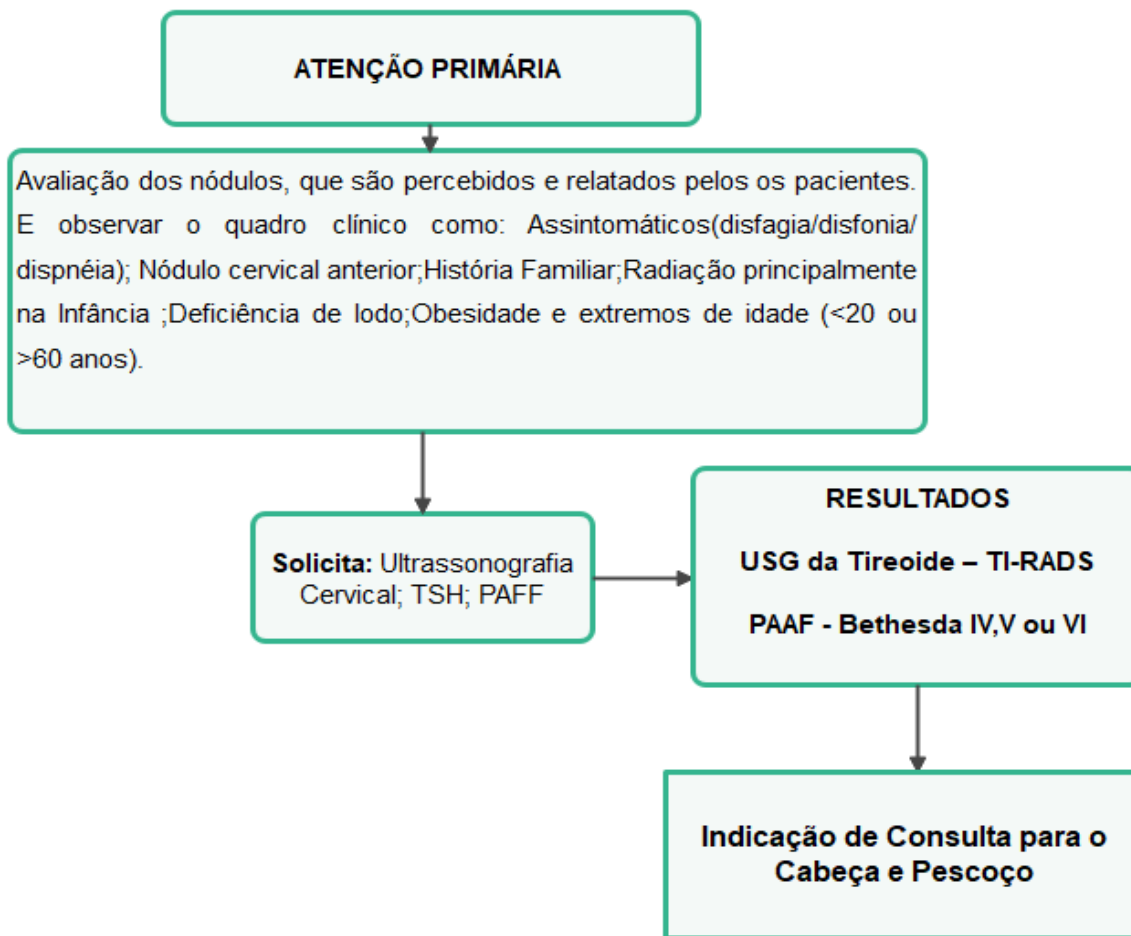 ATENÇÃO PRIMÁRIA
Avaliação dos nódulos, que são percebidos e relatados pelos os pacientes.
E observar o quadro clínico como: Assintomáticos(disfagia/disfonia/
dispnéia); Nódulo cervical anterior;História Familiar;Radiação principalmente
na Infância ;Deficiência de Iodo;Obesidade e extremos de idade (<20 ou
>60 anos).
Solicita: Ultrassonografia
Cervical; TSH; PAFF
RESULTADOS
USG da Tireoide – TI-RADS
PAAF - Bethesda IV,V ou VI
Indicação de Consulta para o
Cabeça e Pescoço